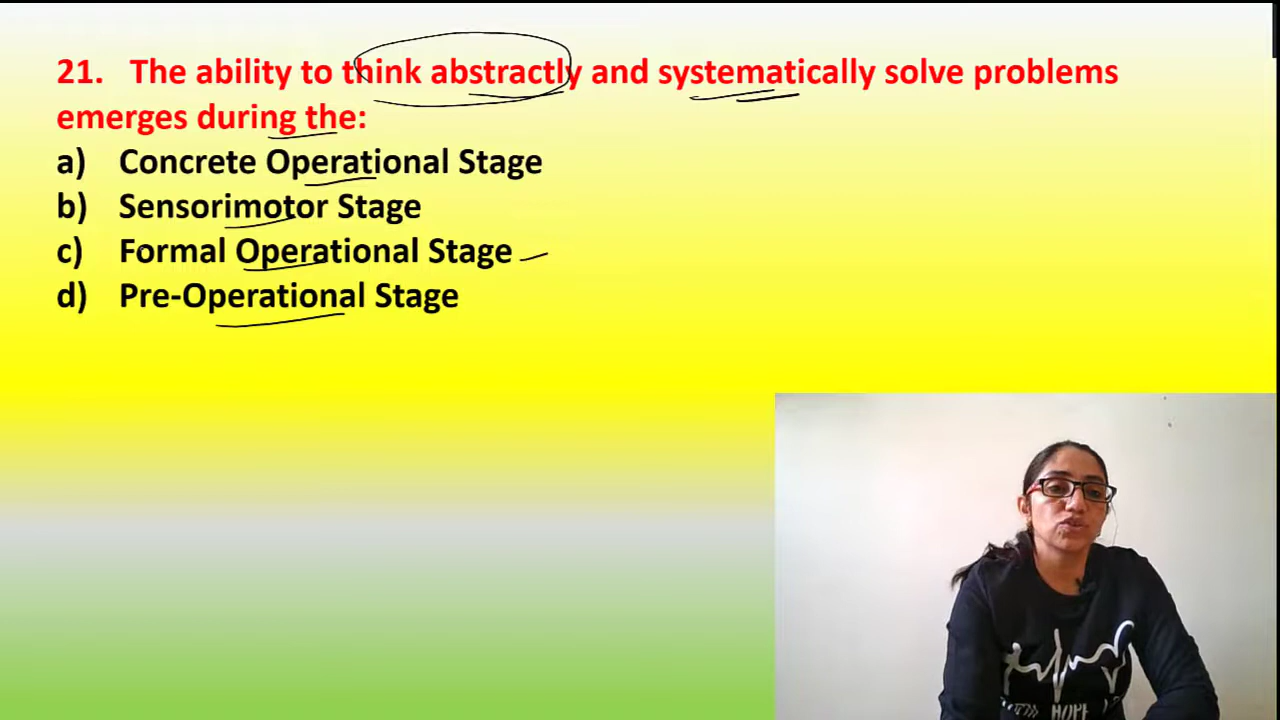 21. The ability to think abstractly and systematically solve problems
emerges during the:
a) Concrete Operational Stage
b) Sensorimotor Stage
c) Formal Operational Stage
d) Pre-Operational Stage
HOPE